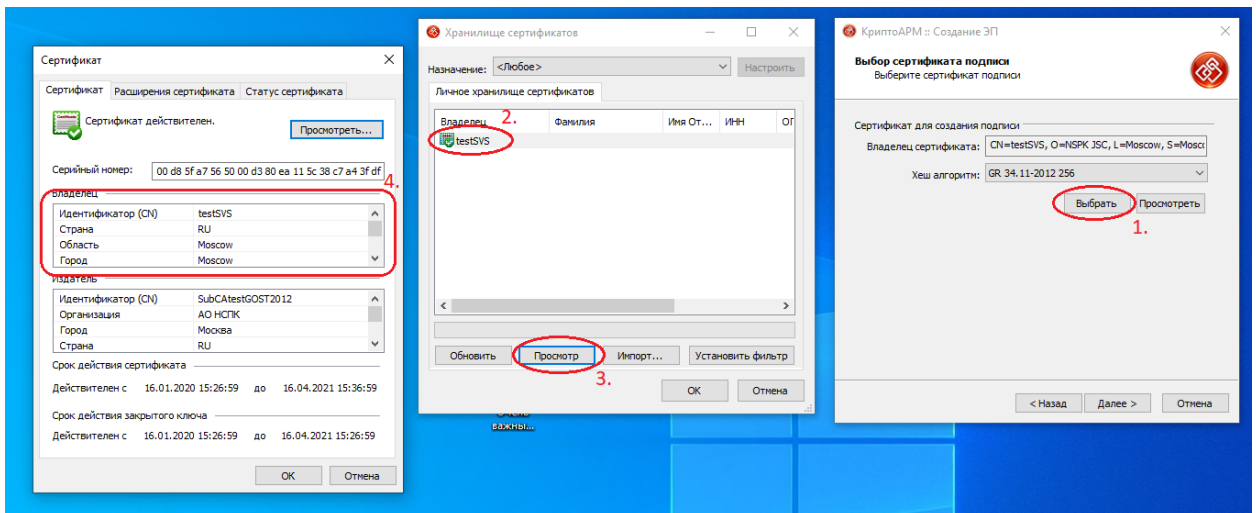 Сертификат
Сертификат Расширения сертификата Статус сертификата
Сертификат действителен.
Просмотреть...
Серийный номер: 00 d8 5f a7 56 50 00 d3 80 ea 11 5c 38 c7 a4 3f df
4.
Владелец
Идентификатор (CN) testSVS
Страна RU
Область Moscow
Город Moscow
Издатель
Идентификатор (CN) SubCAtestGOST2012
Организация АО НСПК
Город Москва
Страна RU
Срок действия сертификата
Действителен с 16.01.2020 15:26:59 до 16.04.2021 15:36:59
Срок действия закрытого ключа
Действителен с 16.01.2020 15:26:59 до 16.04.2021 15:26:59
ОК Отмена
Хранилище сертификатов
Назначение: <Любое> Настроить
Личное хранилище сертификатов
Владелец 2. Фамилия Имя От... ИНН ОГ
testSVS
Обновить Просмотр Импорт... Установить фильтр
3.
ОК Отмена
важны...
КриптоАРМ :: Создание ЭП
Выбор сертификата подписи
Выберите сертификат подписи
Сертификат для создания подписи
Владелец сертификата: CN=testSVS, O=NSPK JSC, L=Moscow, S=Mosco
Хеш алгоритм: GR 34.11-2012 256
Выбрать Просмотреть
1.
< Назад Далее > Отмена